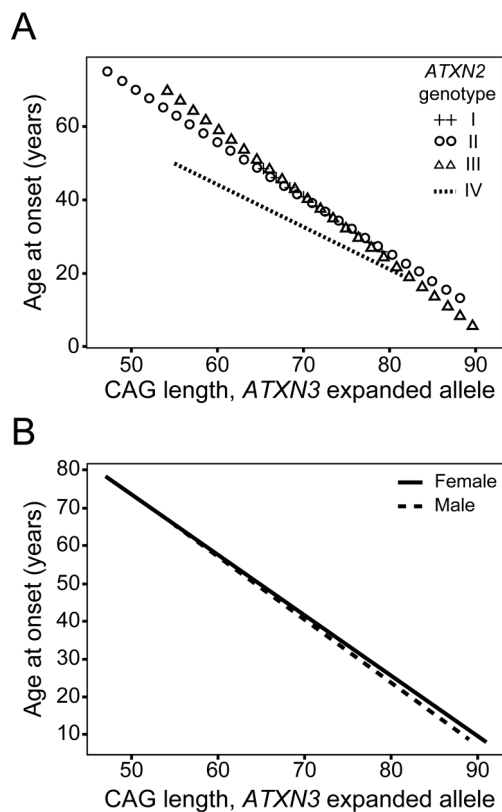 A
Age at onset (years)
60
40
20
0
50 60 70 80 90
CAG length, ATXN3 expanded allele
ATXN2
genotype
I
II
III
IV
B
Age at onset (years)
80
70
60
50
40
30
20
10
50 60 70 80 90
CAG length, ATXN3 expanded allele
Female
Male